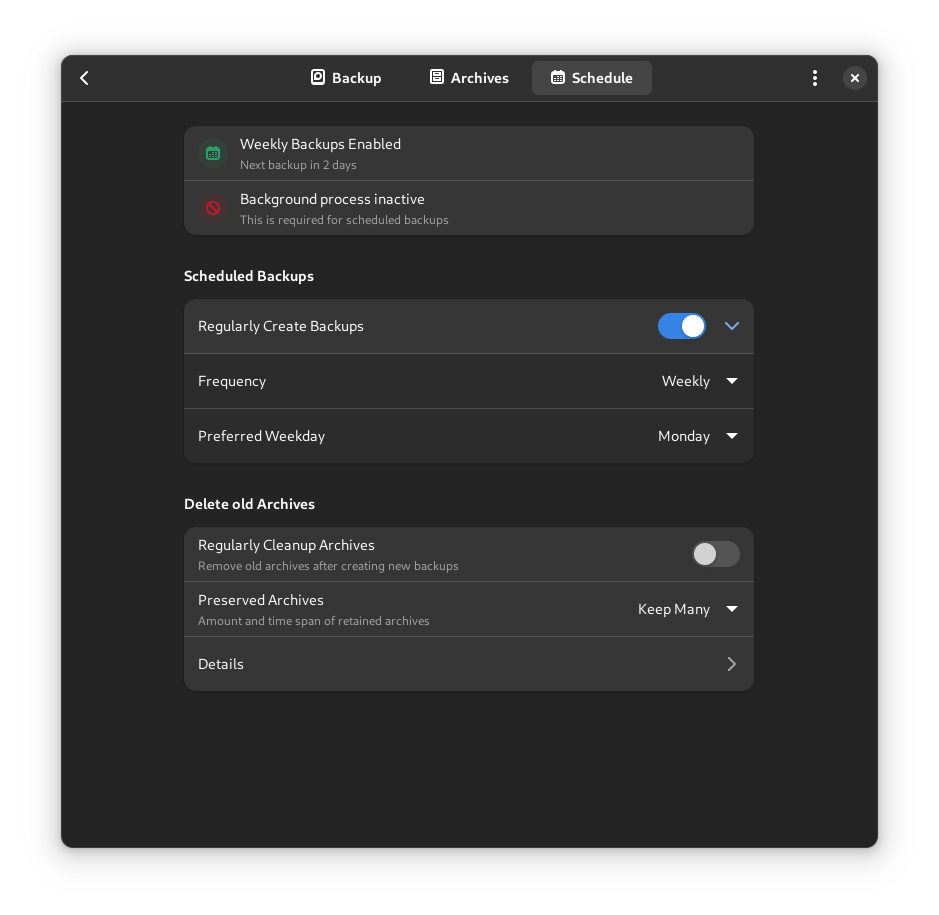 Backup
Archives
Schedule
Weekly Backups Enabled
Next backup in 2 days
Background process inactive
This is required for scheduled backups
Scheduled Backups
Regularly Create Backups
Frequency
Weekly
Preferred Weekday
Monday
Delete old Archives
Regularly Cleanup Archives
Remove old archives after creating new backups
Preserved Archives
Amount and time span of retained archives
Keep Many
Details